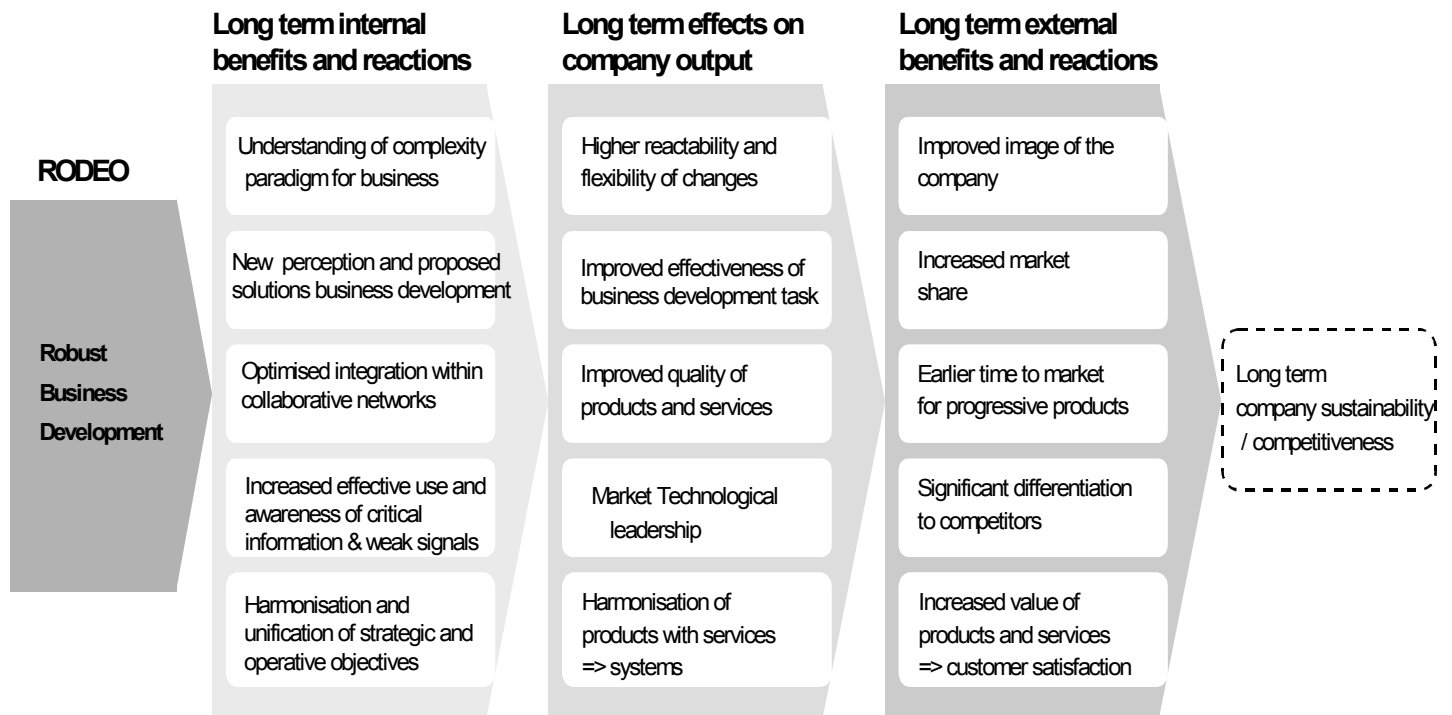 RODEO
Robust
Business
Development
Long term internal
benefits and reactions
Understanding of complexity
paradigm for business
New perception and proposed
solutions business development
Optimised integration within
collaborative networks
Increased effective use and
awareness of critical
information & weak signals
Harmonisation and
unification of strategic and
operative objectives
Long term effects on
company output
Higher reactability and
flexibility of changes
Improved effectiveness of
business development task
Improved quality of
products and services
Market Technological
leadership
Harmonisation of
products with services
=> systems
Long term external
benefits and reactions
Improved image of the
company
Increased market
share
Earlier time to market
for progressive products
Significant differentiation
to competitors
Increased value of
products and services
=> customer satisfaction
Long term
company sustainability
/ competitiveness